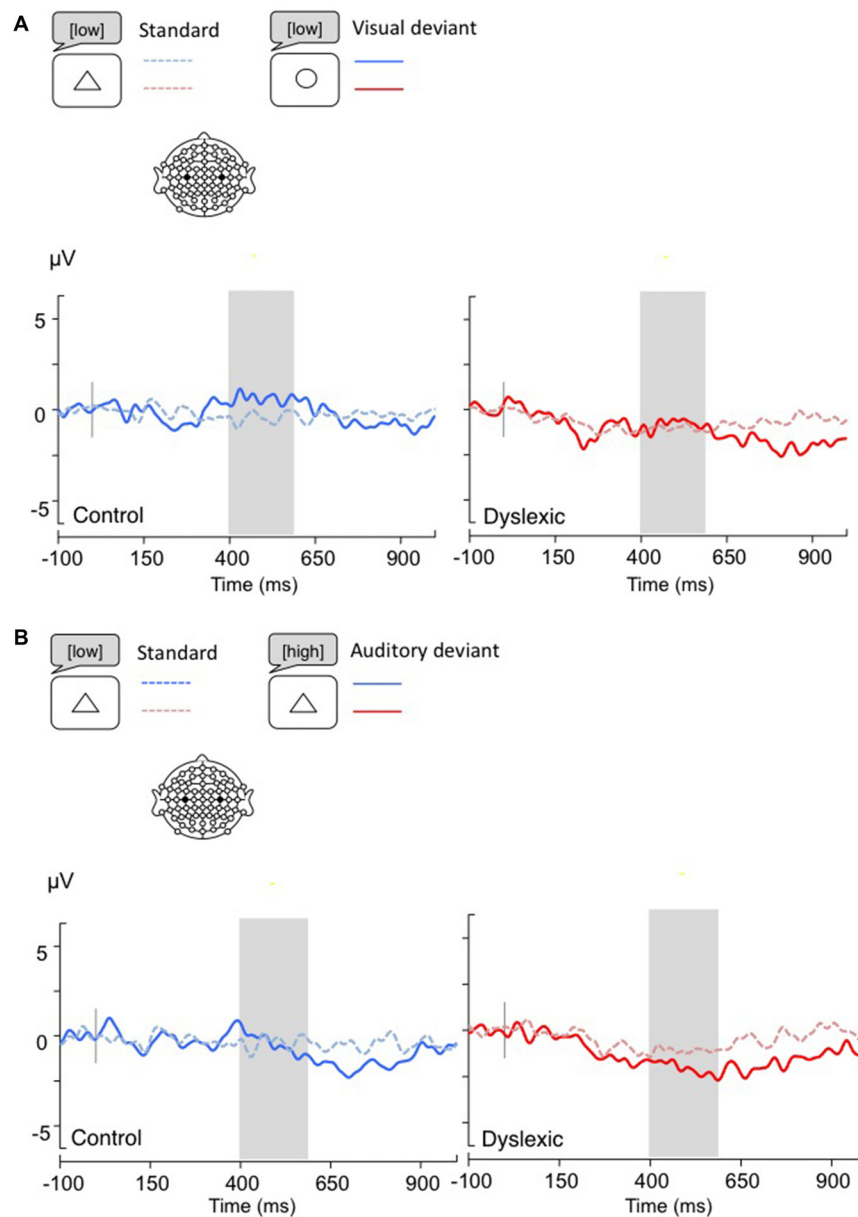 A
[low] Standard [low] Visual deviant
µV
5 
0
-5
Control Dyslexic
-100 150 400 650 900 -100 150 400 650 900
Time (ms) Time (ms)
B
[low] Standard [high] Auditory deviant
µV
5
0
-5
Control Dyslexic
-100 150 400 650 900 -100 150 400 650 900
Time (ms) Time (ms)